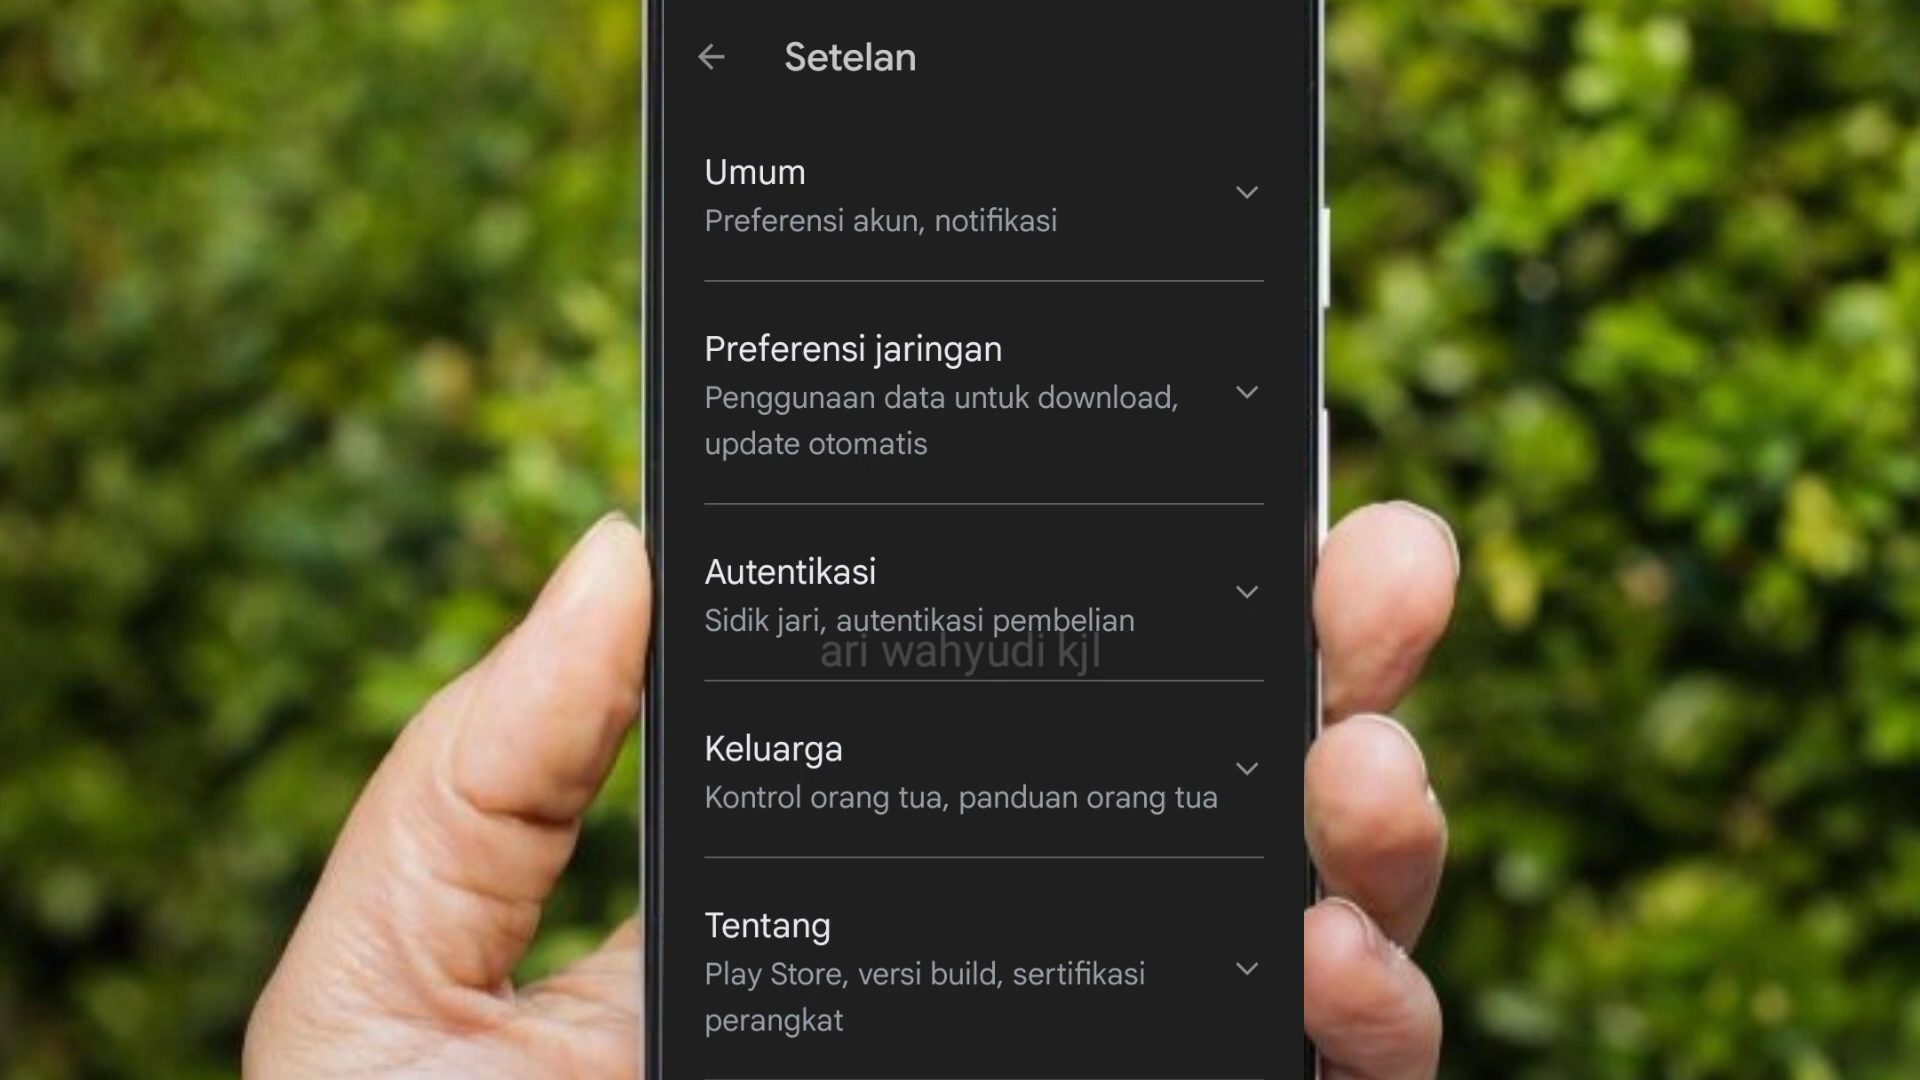 Setelan
Umum
Preferensi akun, notifikasi
Preferensi jaringan
Penggunaan data untuk download,
update otomatis
Autentikasi
Sidik jari, autentikasi pembelian
ari wahyudi kjl
Keluarga
Kontrol orang tua, panduan orang tua
Tentang
Play Store, versi build, sertifikasi
perangkat